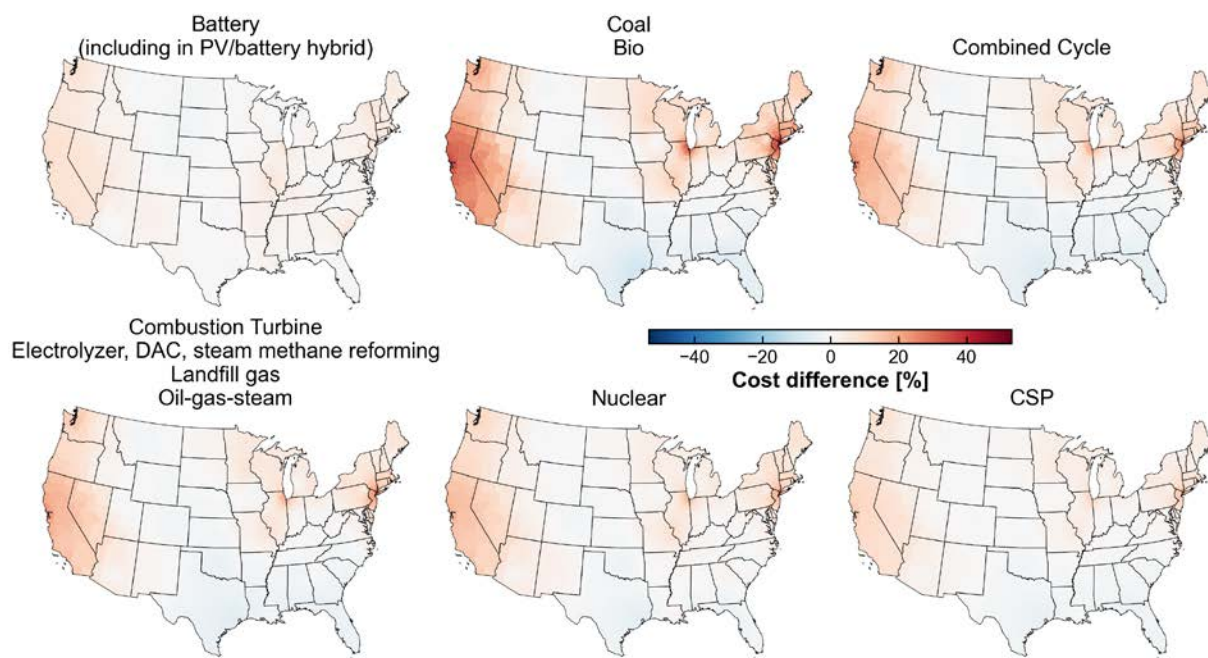 Battery
(including in PV/battery hybrid)
Coal
Bio
Combined Cycle
Combustion Turbine
Electrolyzer, DAC, steam methane reforming
Landfill gas
Oil-gas-steam
−40 −20 0 20 40
Cost difference [%]
Nuclear
CSP